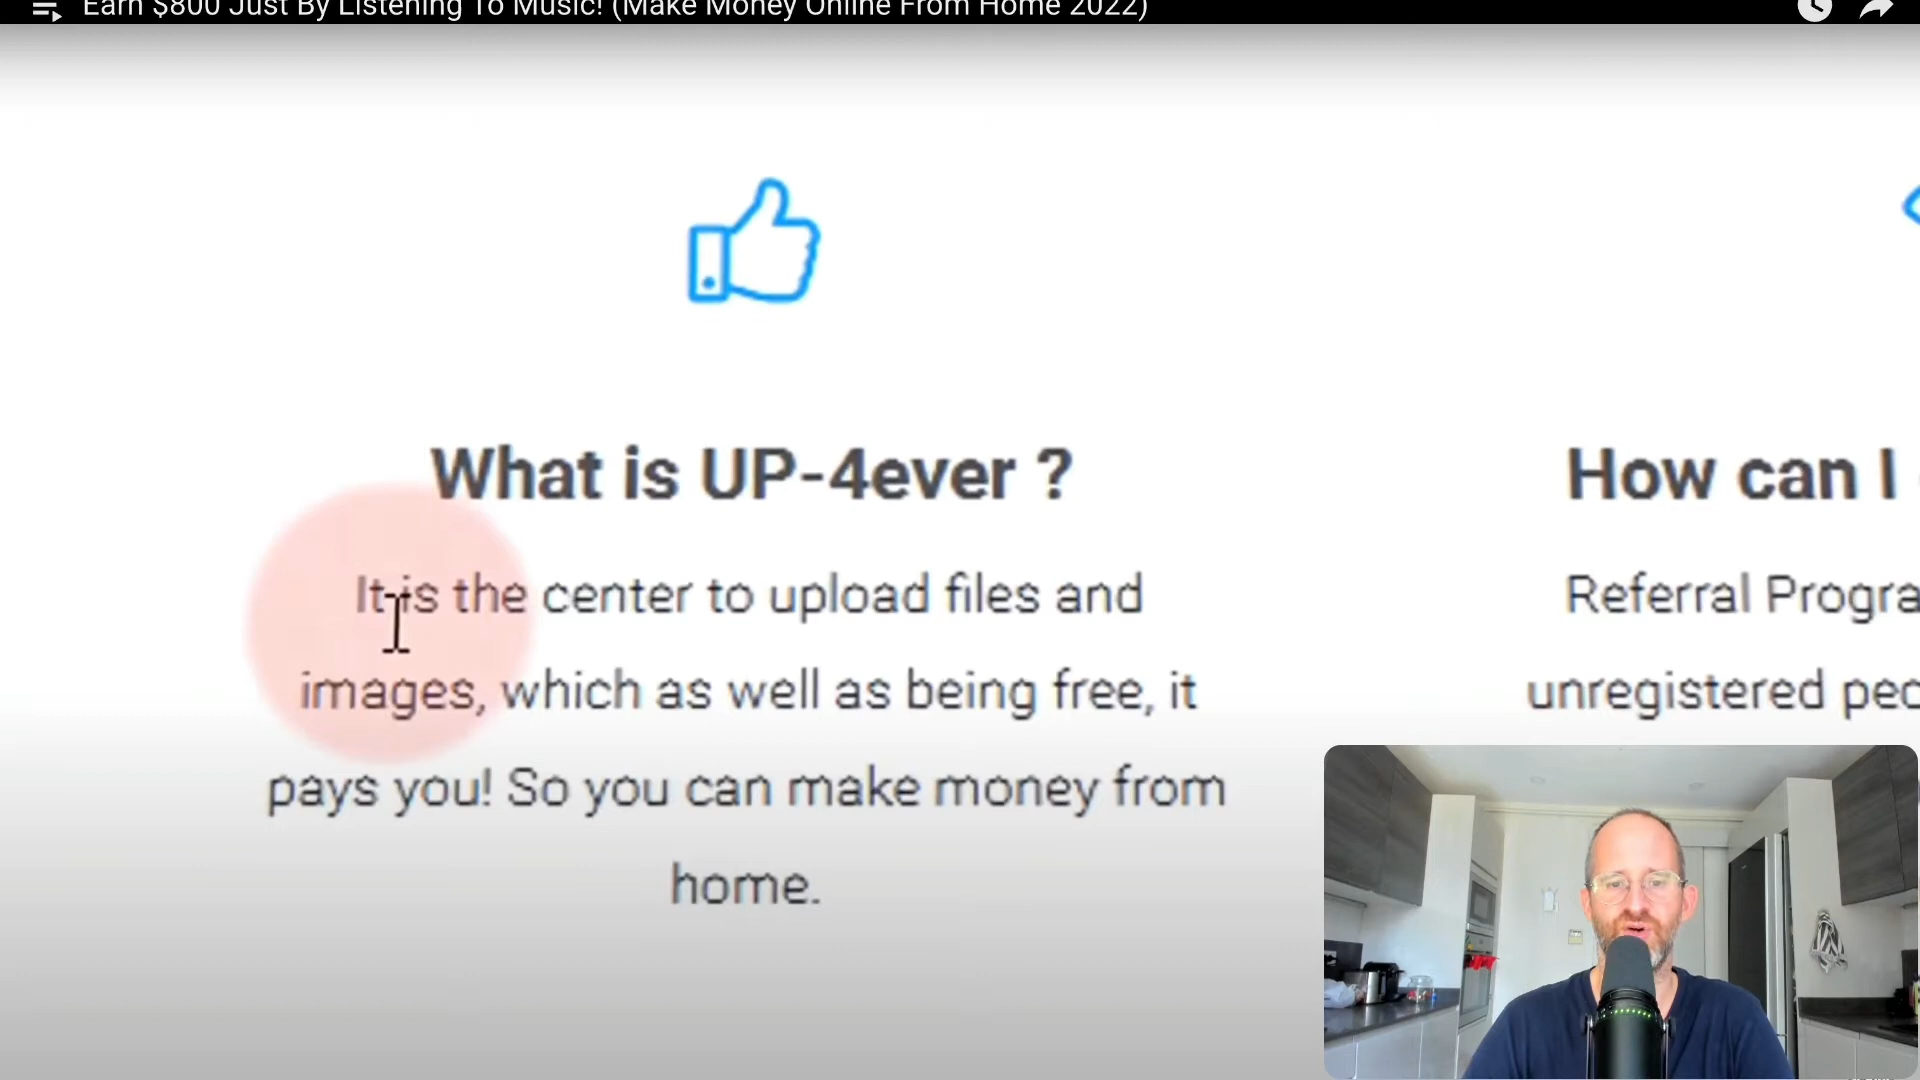 Earn $800 Just By Listening To Music! (Make Money Online From Home 2022)
What is UP-4ever ?
It is the center to upload files and
images, which as well as being free, it
pays you! So you can make money from
home.
How can I
Referral Progra
unregistered peo